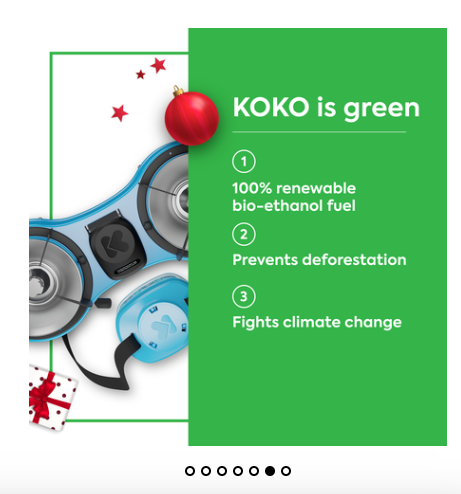 KOKO is green
1
100% renewable
bio-ethanol fuel
2
Prevents deforestation
3
Fights climate change